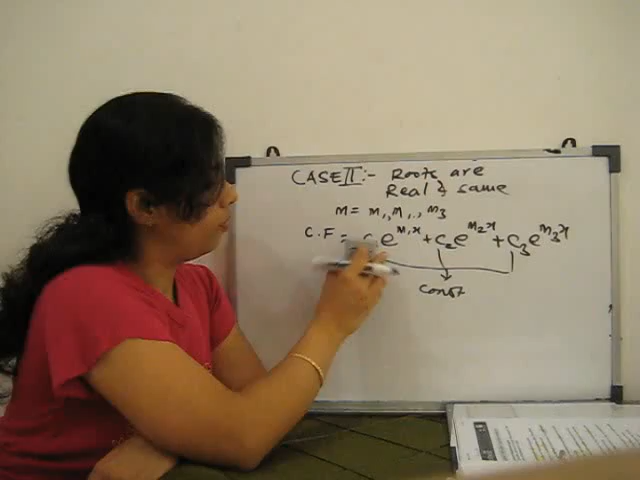 CASE II :- Roots are
Real & same
M = m₁, m₁, m₃
C.F = e^{m₁x} + c₂e^{m₂x} + c₃e^{m₃x}
const